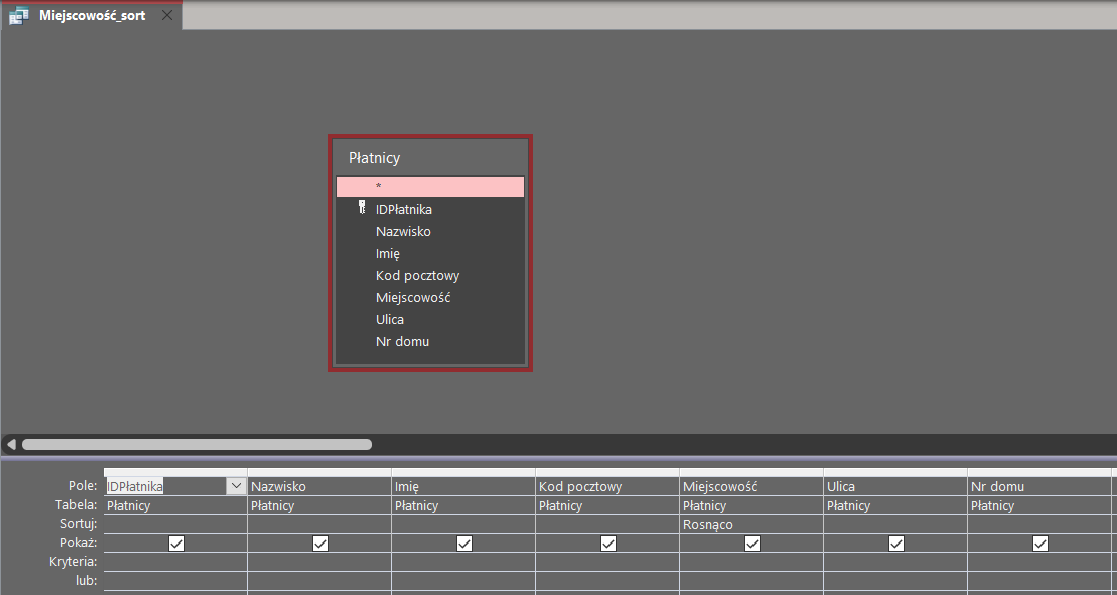 Miejscowość_sort
Płatnicy
*
IDPłatnika
Nazwisko
Imię
Kod pocztowy
Miejscowość
Ulica
Nr domu
Pole: IDPłatnika Nazwisko Imię Kod pocztowy Miejscowość Ulica Nr domu
Tabela: Płatnicy Płatnicy Płatnicy Płatnicy Płatnicy Płatnicy Płatnicy
Sortuj: Rosnąco
Pokaż:
Kryteria:
lub: